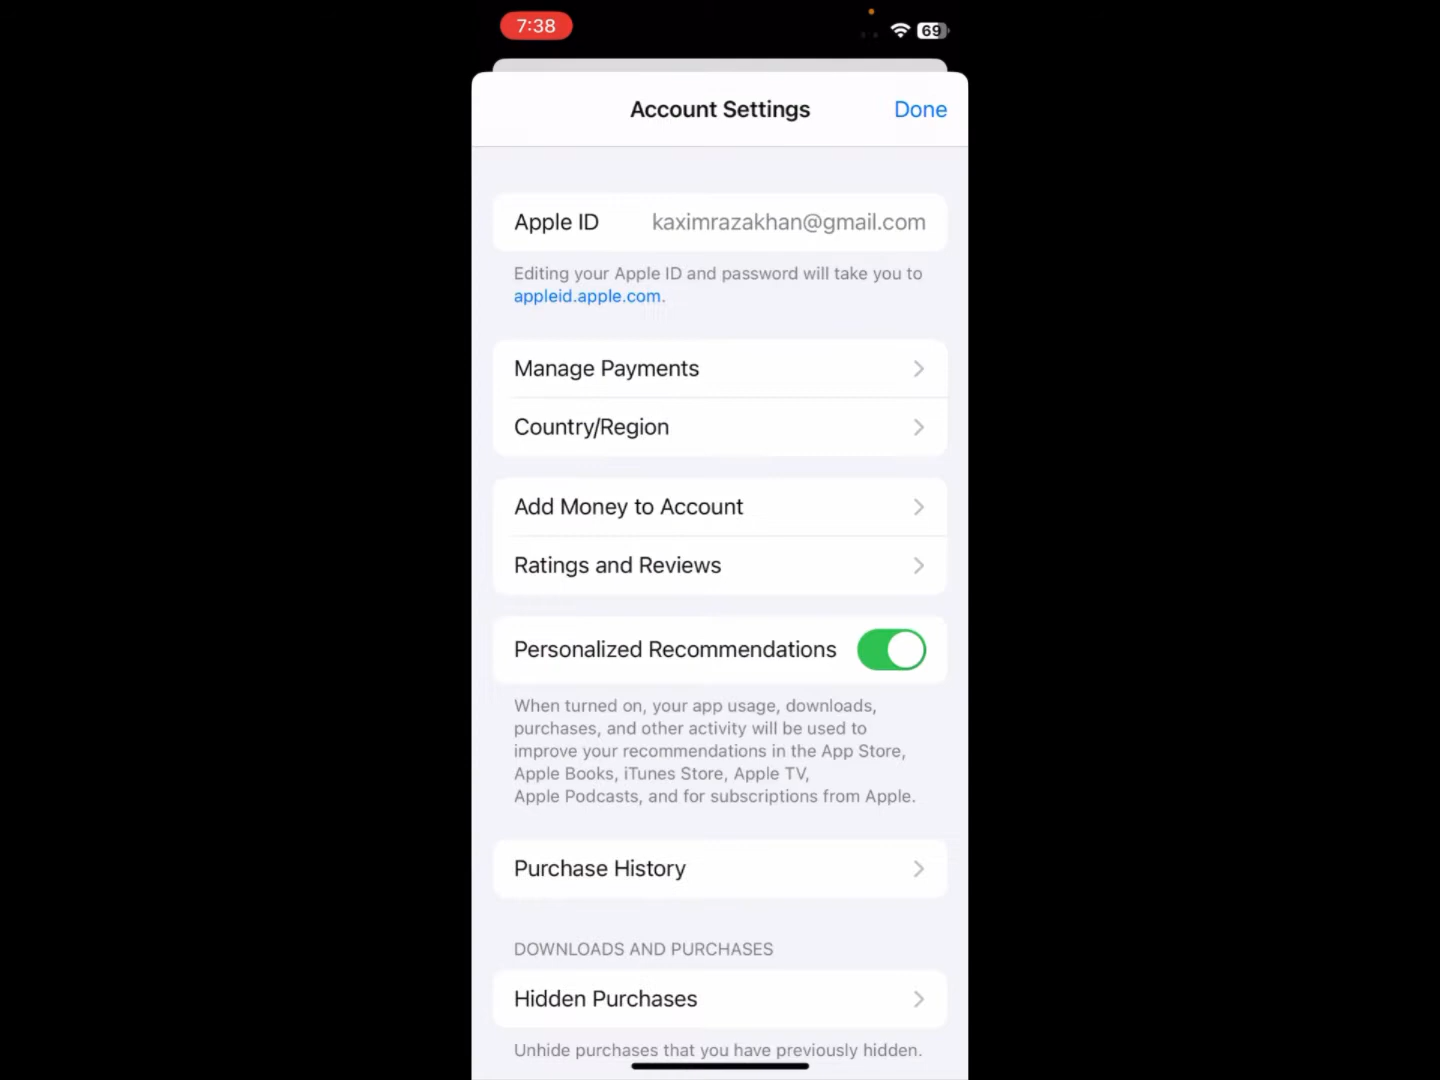 7:38
69
Account Settings
Done
Apple ID
kaximrazakhan@gmail.com
Editing your Apple ID and password will take you to
appleid.apple.com.
Manage Payments
Country/Region
Add Money to Account
Ratings and Reviews
Personalized Recommendations
When turned on, your app usage, downloads,
purchases, and other activity will be used to
improve your recommendations in the App Store,
Apple Books, iTunes Store, Apple TV,
Apple Podcasts, and for subscriptions from Apple.
Purchase History
DOWNLOADS AND PURCHASES
Hidden Purchases
Unhide purchases that you have previously hidden.